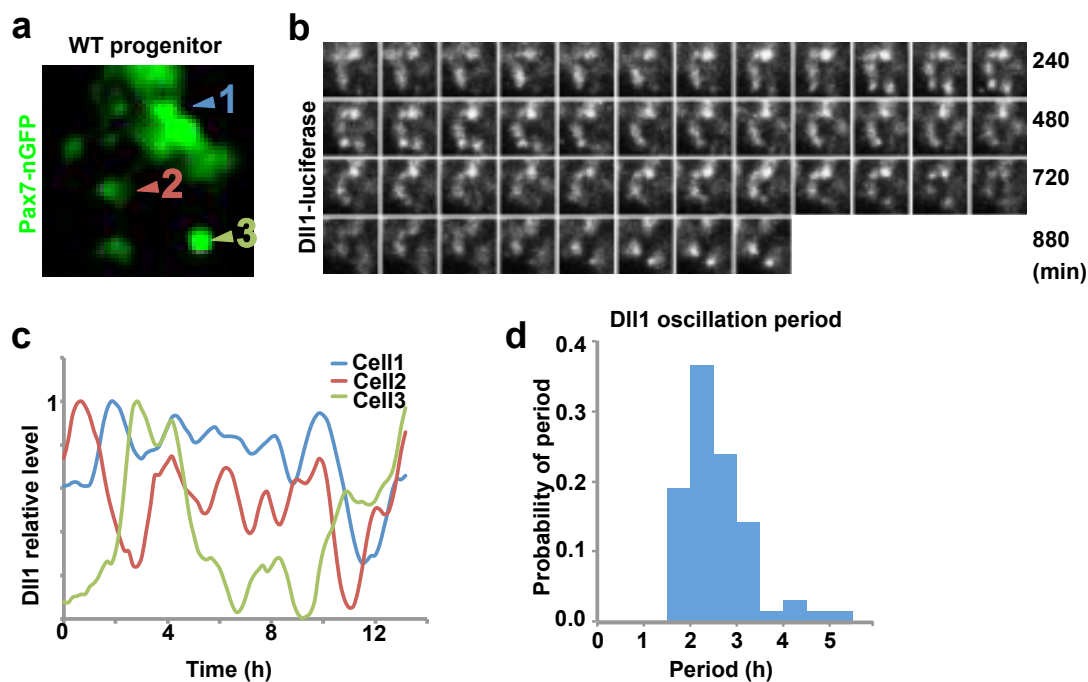 a
WT progenitor
Pax7-nGFP
1
2
3
b
Dll1-luciferase
240
480
720
880
(min)
c
Dll1 relative level
1
Cell1
Cell2
Cell3
0
4
8
12
Time (h)
d
Dll1 oscillation period
Probability of period
0.4
0.3
0.2
0.1
0.0
0
1
2
3
4
5
Period (h)